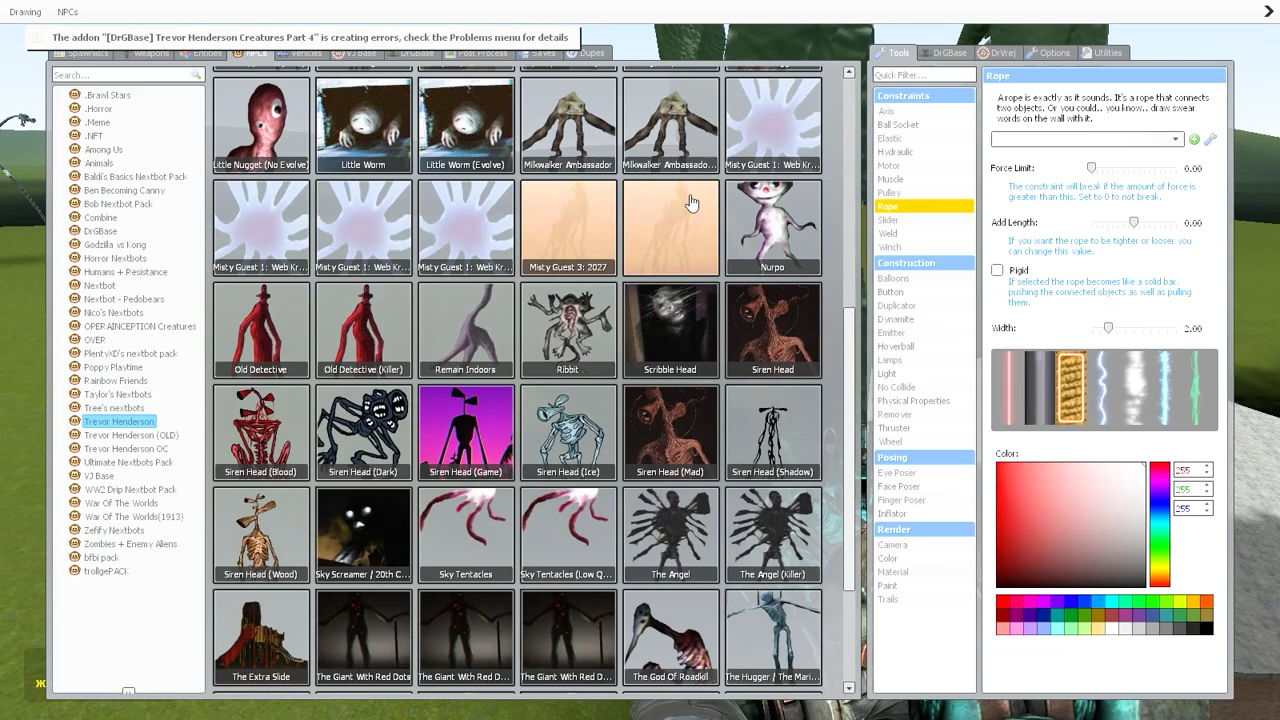 Drawing NPCs
The addon "[DrGBase] Trevor Henderson Creatures Part 4" is creating errors, check the Problems menu for details
Spawnlists Weapons Entities NPCs Vehicles VJ Base DrGBase Post Process Saves Dupes
Tools DrGBase DrVrej Options Utilities
Search...
.Brawl Stars
.Horror
.Meme
.NFT
Among Us
Animals
Baldi's Basics Nextbot Pack
Ben Becoming Canny
Bob Nextbot Pack
Combine
DrGBase
Godzilla vs Kong
Horror Nextbots
Humans + Resistance
Nextbot
Nextbot - Pedobears
Nico's Nextbots
OPER AINCEPTION Creatures
OVER
PlentyXD's nextbot pack
Poppy Playtime
Rainbow Friends
Taylor's Nextbots
Tree's nextbots
Trevor Henderson
Trevor Henderson (OLD)
Trevor Henderson OC
Ultimate Nextbots Pack
VJ Base
WW2 Drip Nextbot Pack
War Of The Worlds
War Of The Worlds(1913)
Zefify Nextbots
Zombies + Enemy Aliens
bfbi pack
trollgePACK
Little Nugget (No Evolve) Little Worm Little Worm (Evolve) Milkwalker Ambassador Milkwalker Ambassado... Misty Guest 1: Web Kr...
Misty Guest 1: Web Kr... Misty Guest 1: Web Kr... Misty Guest 1: Web Kr... Misty Guest 3: 2027 Nurpo
Old Detective Old Detective (Killer) Remain Indoors Ribbit Scribble Head Siren Head
Siren Head (Blood) Siren Head (Dark) Siren Head (Game) Siren Head (Ice) Siren Head (Mad) Siren Head (Shadow)
Siren Head (Wood) Sky Screamer / 20th C... Sky Tentacles Sky Tentacles (Low Q... The Angel The Angel (Killer)
The Extra Slide The Giant With Red Dots The Giant With Red D... The Giant With Red D... The God Of Roadkill The Hugger / The Mari...
Quick Filter...
Constraints
Axis
Ball Socket
Elastic
Hydraulic
Motor
Muscle
Pulley
Rope
Slider
Weld
Winch
Construction
Balloons
Button
Duplicator
Dynamite
Emitter
Hoverball
Lamps
Light
No Collide
Physical Properties
Remover
Thruster
Wheel
Posing
Eye Poser
Face Poser
Finger Poser
Inflator
Render
Camera
Color
Material
Paint
Trails
Rope
A rope is exactly as it sounds. It's a rope that connects
two objects. Or you could.. you know.. draw swear
words on the wall with it.
Force Limit: 0.00
The constraint will break if the amount of force is
greater than this. Set to 0 to not break.
Add Length: 0.00
If you want the rope to be tighter or looser you
can change this value.
Rigid
If selected the rope becomes like a solid bar,
pushing the connected objects as well as pulling
them.
Width: 2.00
Color:
255
255
255
Ж